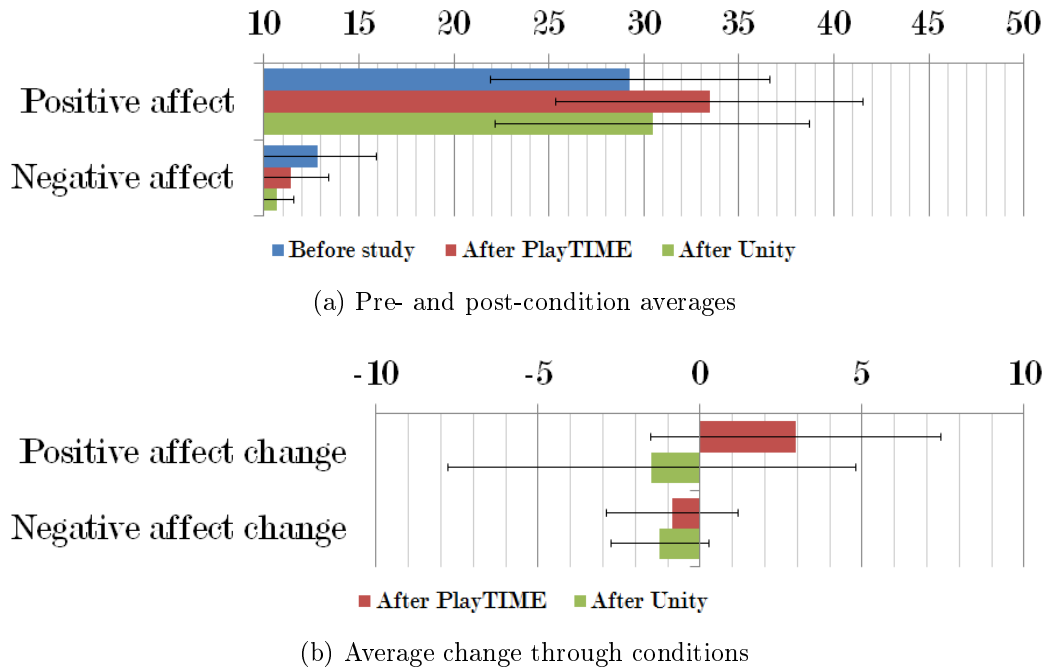 10 15 20 25 30 35 40 45 50
Positive affect
Negative affect
Before study After PlayTIME After Unity
(a) Pre- and post-condition averages
-10 -5 0 5 10
Positive affect change
Negative affect change
After PlayTIME After Unity
(b) Average change through conditions